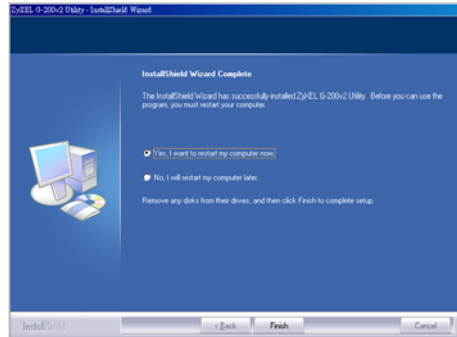 ZyXEL G-200v2 Utility - InstallShield Wizard
InstallShield Wizard Complete
The InstallShield Wizard has successfully installed ZyXEL G-200v2 Utility. Before you can use the
program, you must restart your computer.
Yes, I want to restart my computer now.
No, I will restart my computer later.
Remove any disks from their drives, and then click Finish to complete setup.
InstallShield
< Back
Finish
Cancel